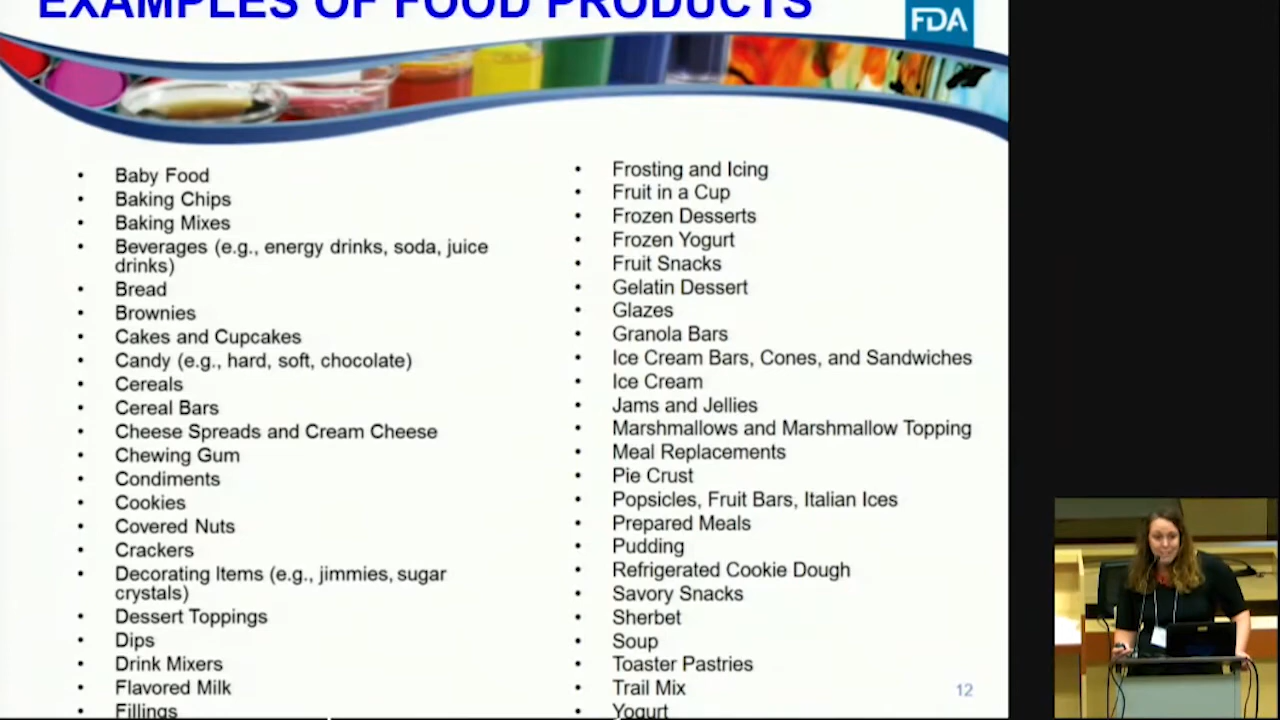 EXAMPLES OF FOOD PRODUCTS
FDA
• Baby Food
• Baking Chips
• Baking Mixes
• Beverages (e.g., energy drinks, soda, juice
drinks)
• Bread
• Brownies
• Cakes and Cupcakes
• Candy (e.g., hard, soft, chocolate)
• Cereals
• Cereal Bars
• Cheese Spreads and Cream Cheese
• Chewing Gum
• Condiments
• Cookies
• Covered Nuts
• Crackers
• Decorating Items (e.g., jimmies, sugar
crystals)
• Dessert Toppings
• Dips
• Drink Mixers
• Flavored Milk
• Fillings
• Frosting and Icing
• Fruit in a Cup
• Frozen Desserts
• Frozen Yogurt
• Fruit Snacks
• Gelatin Dessert
• Glazes
• Granola Bars
• Ice Cream Bars, Cones, and Sandwiches
• Ice Cream
• Jams and Jellies
• Marshmallows and Marshmallow Topping
• Meal Replacements
• Pie Crust
• Popsicles, Fruit Bars, Italian Ices
• Prepared Meals
• Pudding
• Refrigerated Cookie Dough
• Savory Snacks
• Sherbet
• Soup
• Toaster Pastries
• Trail Mix
• Yogurt
12